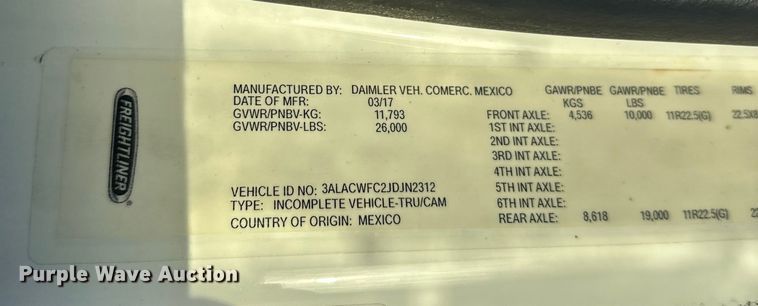 FREIGHTLINER
MANUFACTURED BY: DAIMLER VEH. COMERC. MEXICO
DATE OF MFR: 03/17
GVWR/PNBV-KG: 11,793
GVWR/PNBV-LBS: 26,000
VEHICLE ID NO: 3ALACWFC2JDJN2312
TYPE: INCOMPLETE VEHICLE-TRU/CAM
COUNTRY OF ORIGIN: MEXICO
GAWR/PNBE GAWR/PNBE TIRES RIMS
KGS LBS
FRONT AXLE: 4,536 10,000 11R22.5(G) 22.5X8
1ST INT AXLE:
2ND INT AXLE:
3RD INT AXLE:
4TH INT AXLE:
5TH INT AXLE:
6TH INT AXLE:
REAR AXLE: 8,618 19,000 11R22.5(G)
Purple Wave Auction